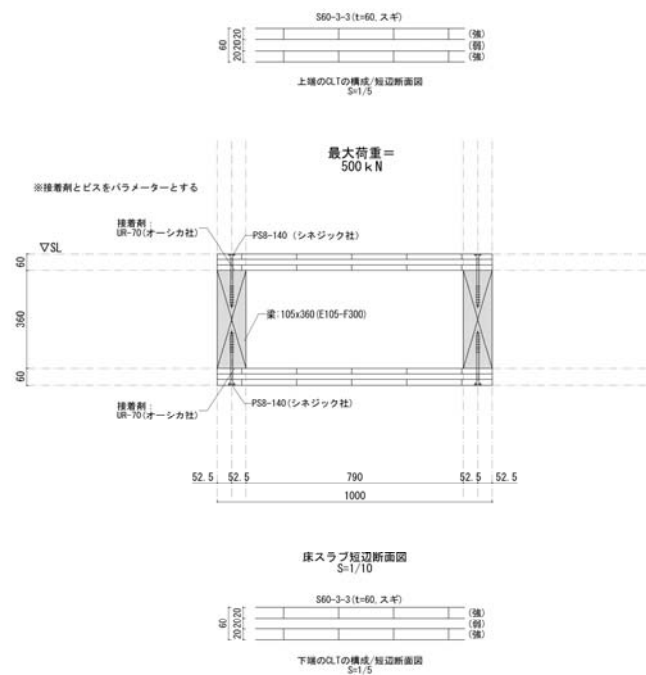 S60-3-3(t=60, スギ)
60
20
20
20
(強)
(弱)
(強)
上端のCLTの構成/短辺断面図
S=1/5
最大荷重＝
500kN
※接着剤とビスをパラメーターとする
接着剤：
UR-70(オーシカ社)
PS8-140 (シネジック社)
▽SL
60
360
60
梁:105x360(E105-F300)
接着剤：
UR-70(オーシカ社)
PS8-140(シネジック社)
52.5 52.5 790 52.5 52.5
1000
床スラブ短辺断面図
S=1/10
S60-3-3(t=60, スギ)
60
20
20
20
(強)
(弱)
(強)
下端のCLTの構成/短辺断面図
S=1/5